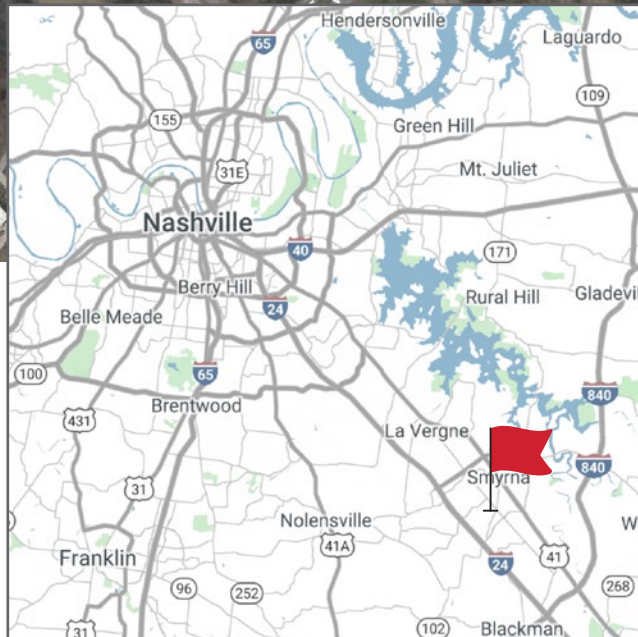 Hendersonville
65
Laguardo
109
155
Green Hill
31E
Mt. Juliet
Nashville
40
171
Berry Hill
24
Rural Hill
Belle Meade
65
100
840
Brentwood
431
La Vergne
840
Smyrna
31
Nolensville
41A
41
Franklin
24
96
252
268
102
Blackman
31